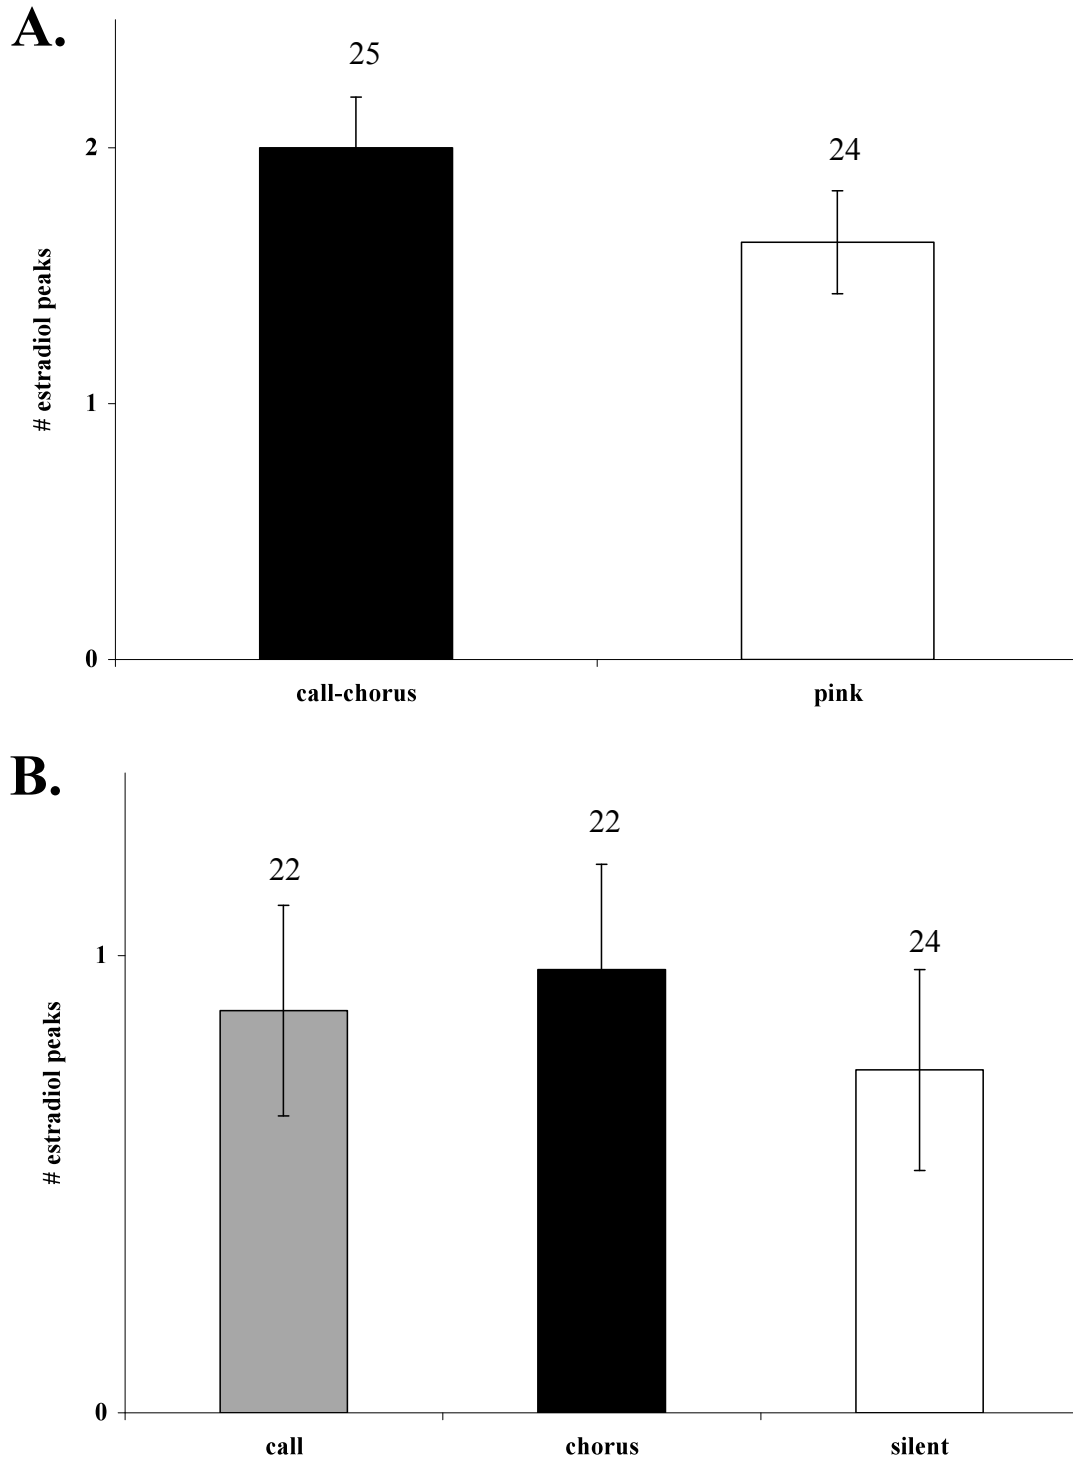 A.
25
24
2
1
0
# estradiol peaks
call-chorus
pink
B.
22
22
24
1
0
# estradiol peaks
call
chorus
silent